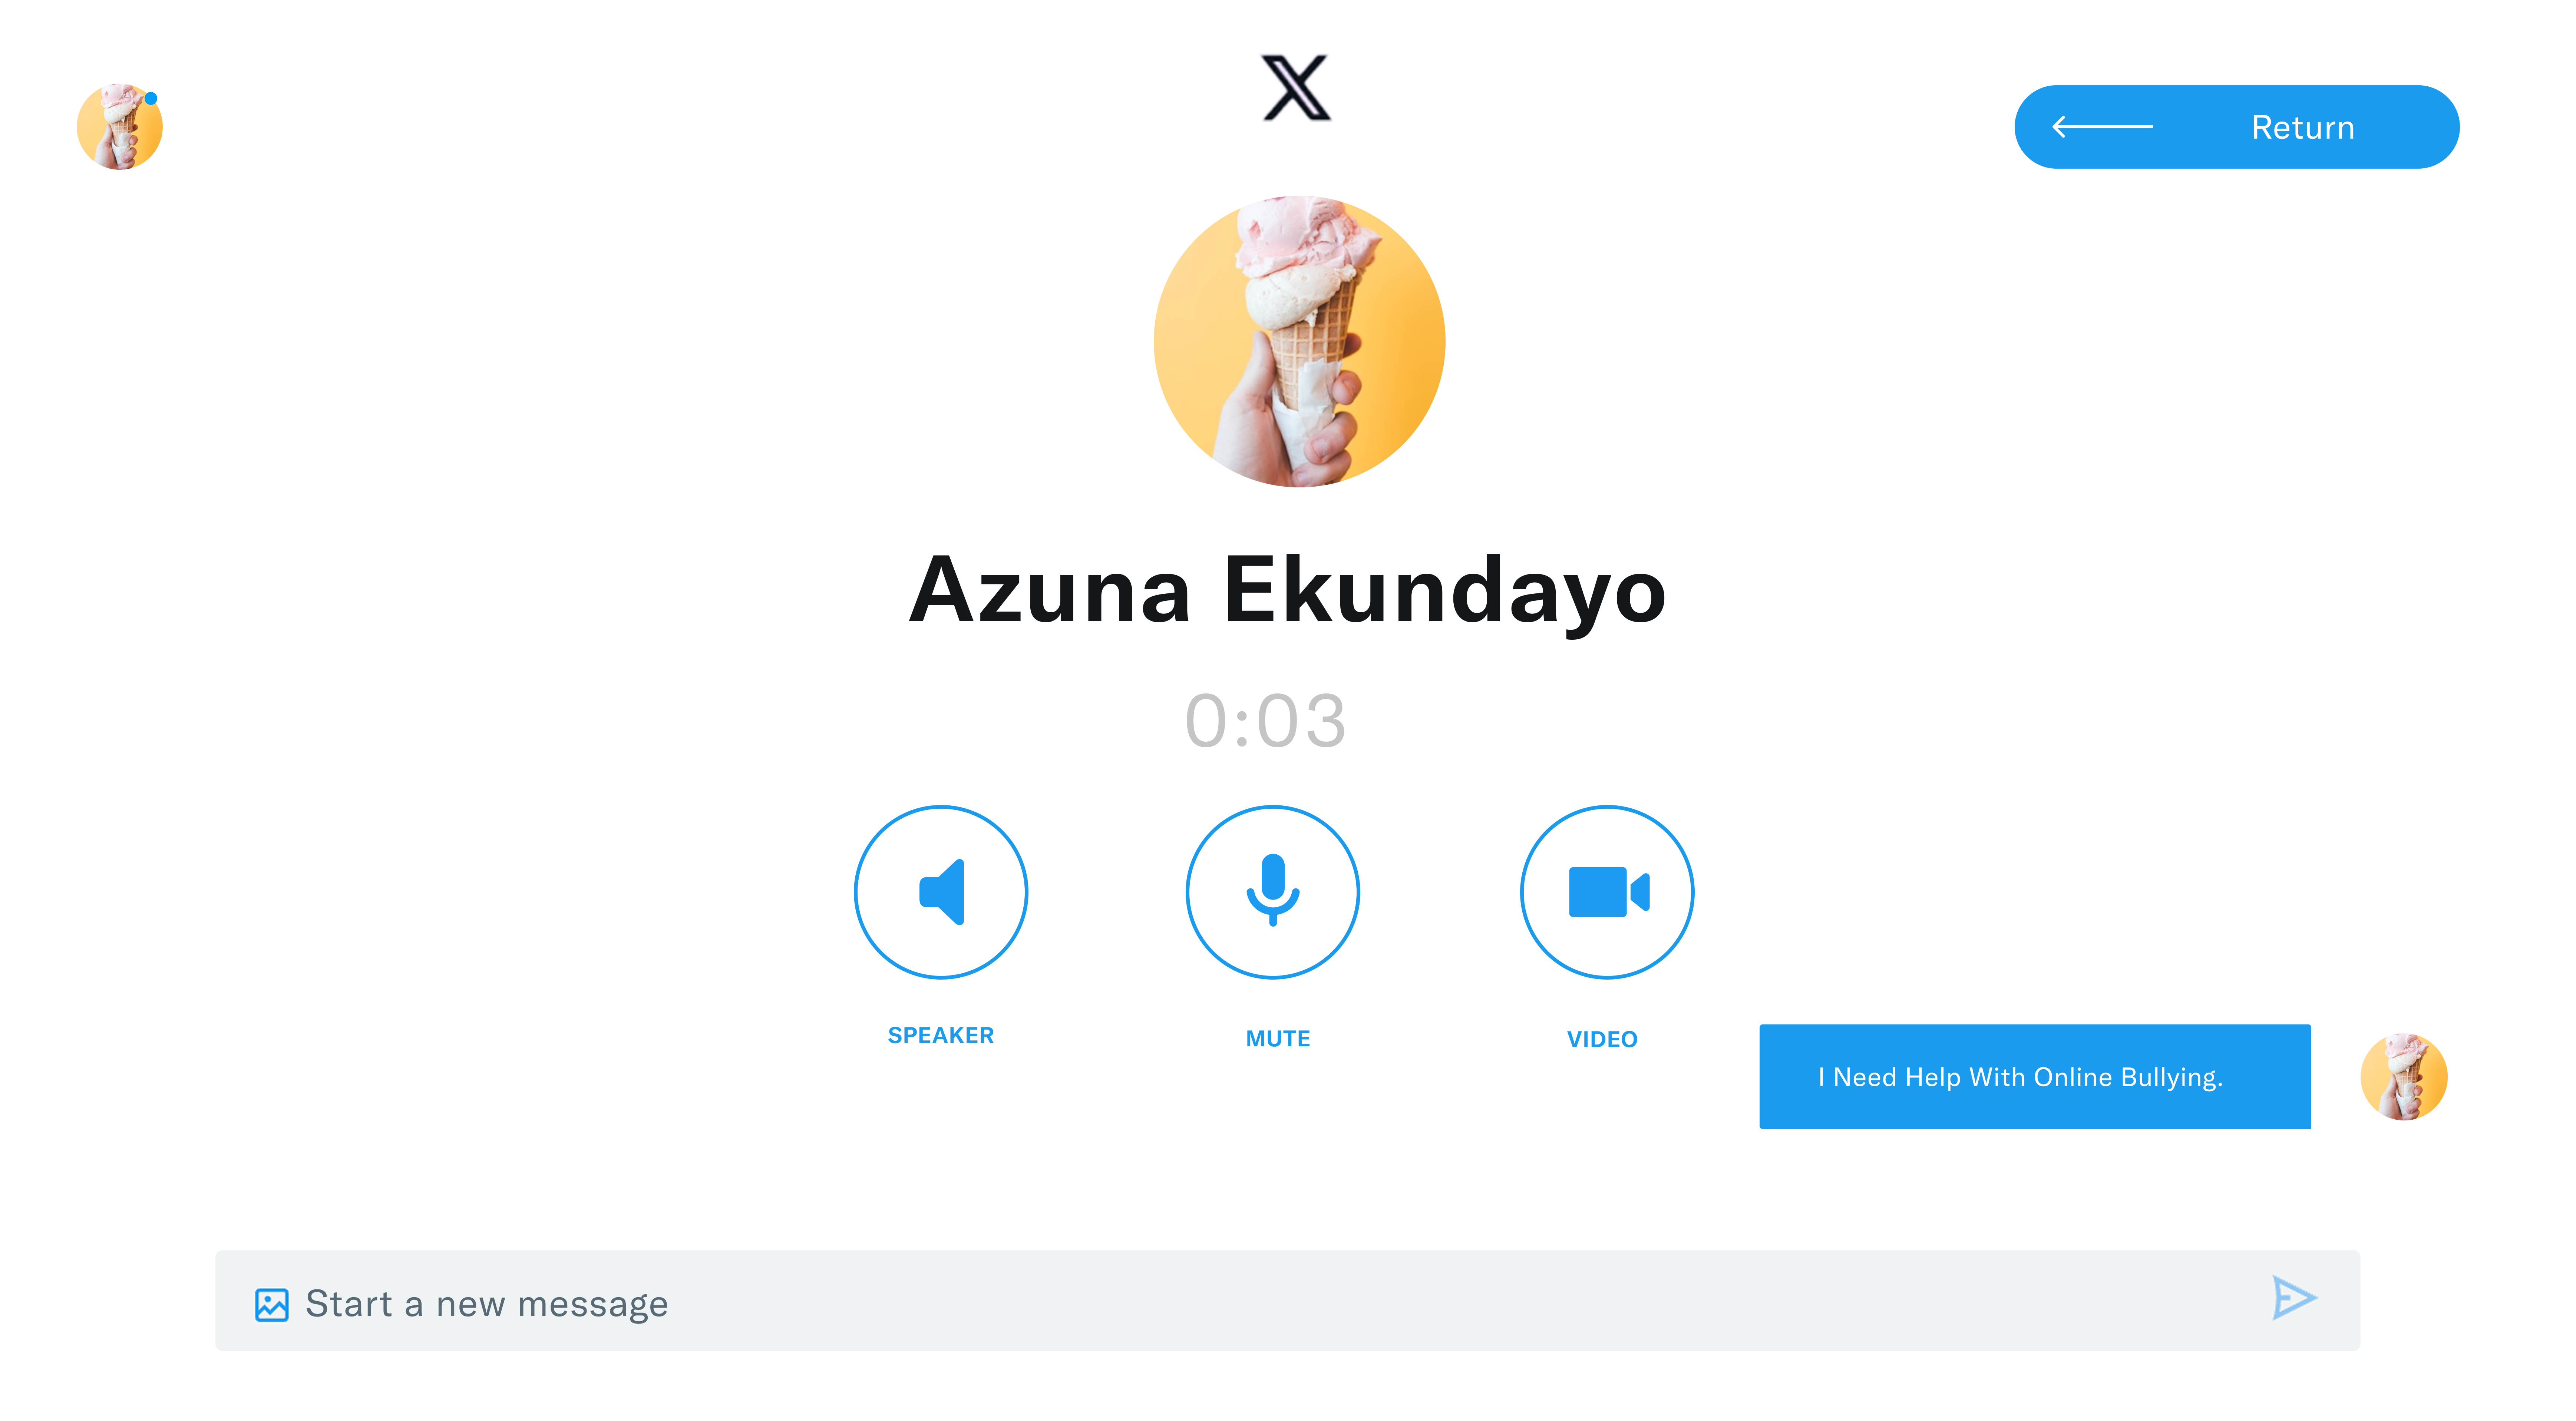 Return
Azuna Ekundayo
0:03
SPEAKER
MUTE
VIDEO
I Need Help With Online Bullying.
Start a new message